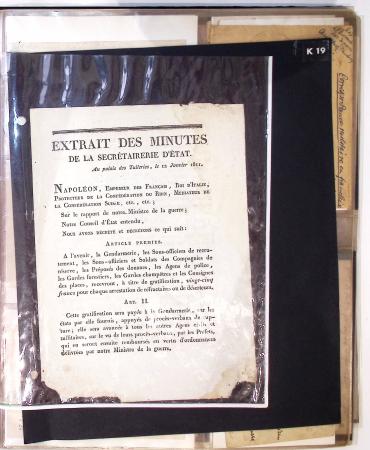 K 19
EXTRAIT DES MINUTES
DE LA SECRÉTAIRERIE D'ÉTAT.
Au palais des Tuileries, le 12 Janvier 1811.
NAPOLÉON, EMPEREUR DES FRANÇAIS, ROI D'ITALIE,
PROTECTEUR DE LA CONFÉDÉRATION DU RHIN, MÉDIATEUR DE
LA CONFÉDÉRATION SUISSE, etc., etc.;
Sur le rapport de notre Ministre de la guerre;
Notre Conseil d'État entendu,
NOUS AVONS DÉCRÉTÉ et DÉCRÉTONS ce qui suit:
ARTICLE PREMIER.
A l'avenir, la Gendarmerie, les Sous-officiers de recru-
tement, les Sous-officiers et Soldats des Compagnies de
réserve, les Préposés des douanes, les Agens de police,
les Gardes forestiers, les Gardes champêtres et les Consignes
des places, recevront, à titre de gratification, vingt-cinq
francs pour chaque arrestation de réfractaires ou de déserteurs.
ART. II.
Cette gratification sera payée à la Gendarmerie, sur les
états par elle fournis, appuyés de procès-verbaux de cap-
ture; elle sera avancée à tous les autres Agens civils et
militaires, sur le vu de leurs procès-verbaux, par les Préfets,
qui en seront ensuite remboursés en vertu d'ordonnances
délivrées par notre Ministre de la guerre.